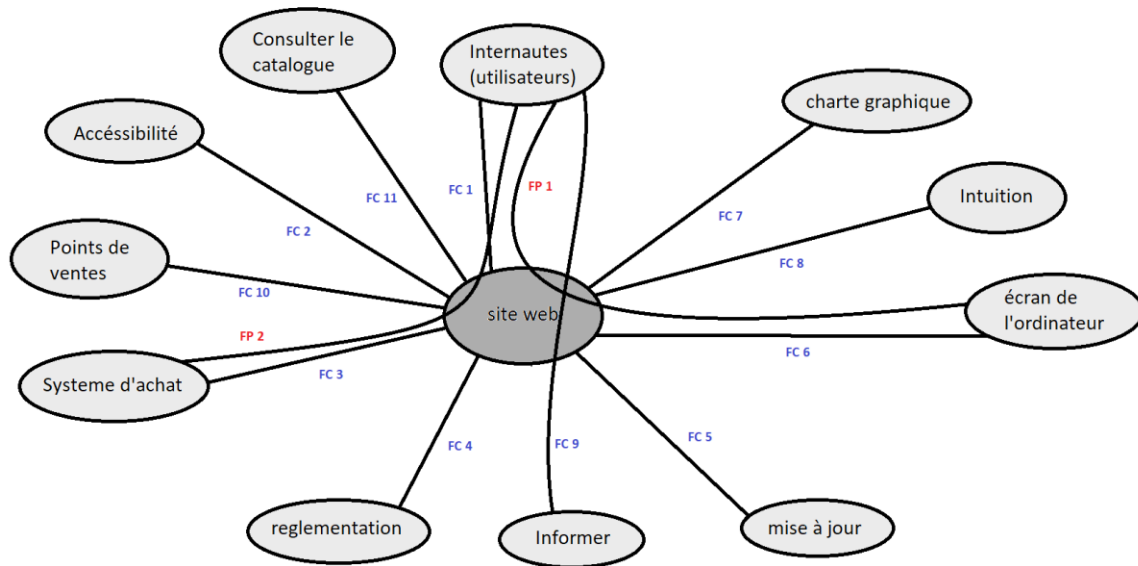 Consulter le
catalogue
Internautes
(utilisateurs)
charte graphique
Accéssibilité
FC 11
FC 1
FP 1
FC 7
Intuition
FC 2
Points de
ventes
FC 10
FC 8
site web
écran de
l'ordinateur
FP 2
FC 6
Systeme d'achat
FC 3
FC 4
FC 9
FC 5
reglementation
Informer
mise à jour